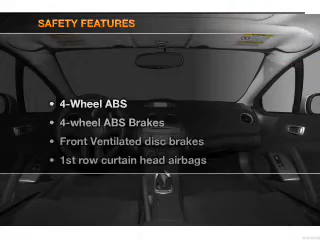 SAFETY FEATURES
• 4-Wheel ABS
• 4-wheel ABS Brakes
• Front Ventilated disc brakes
• 1st row curtain head airbags